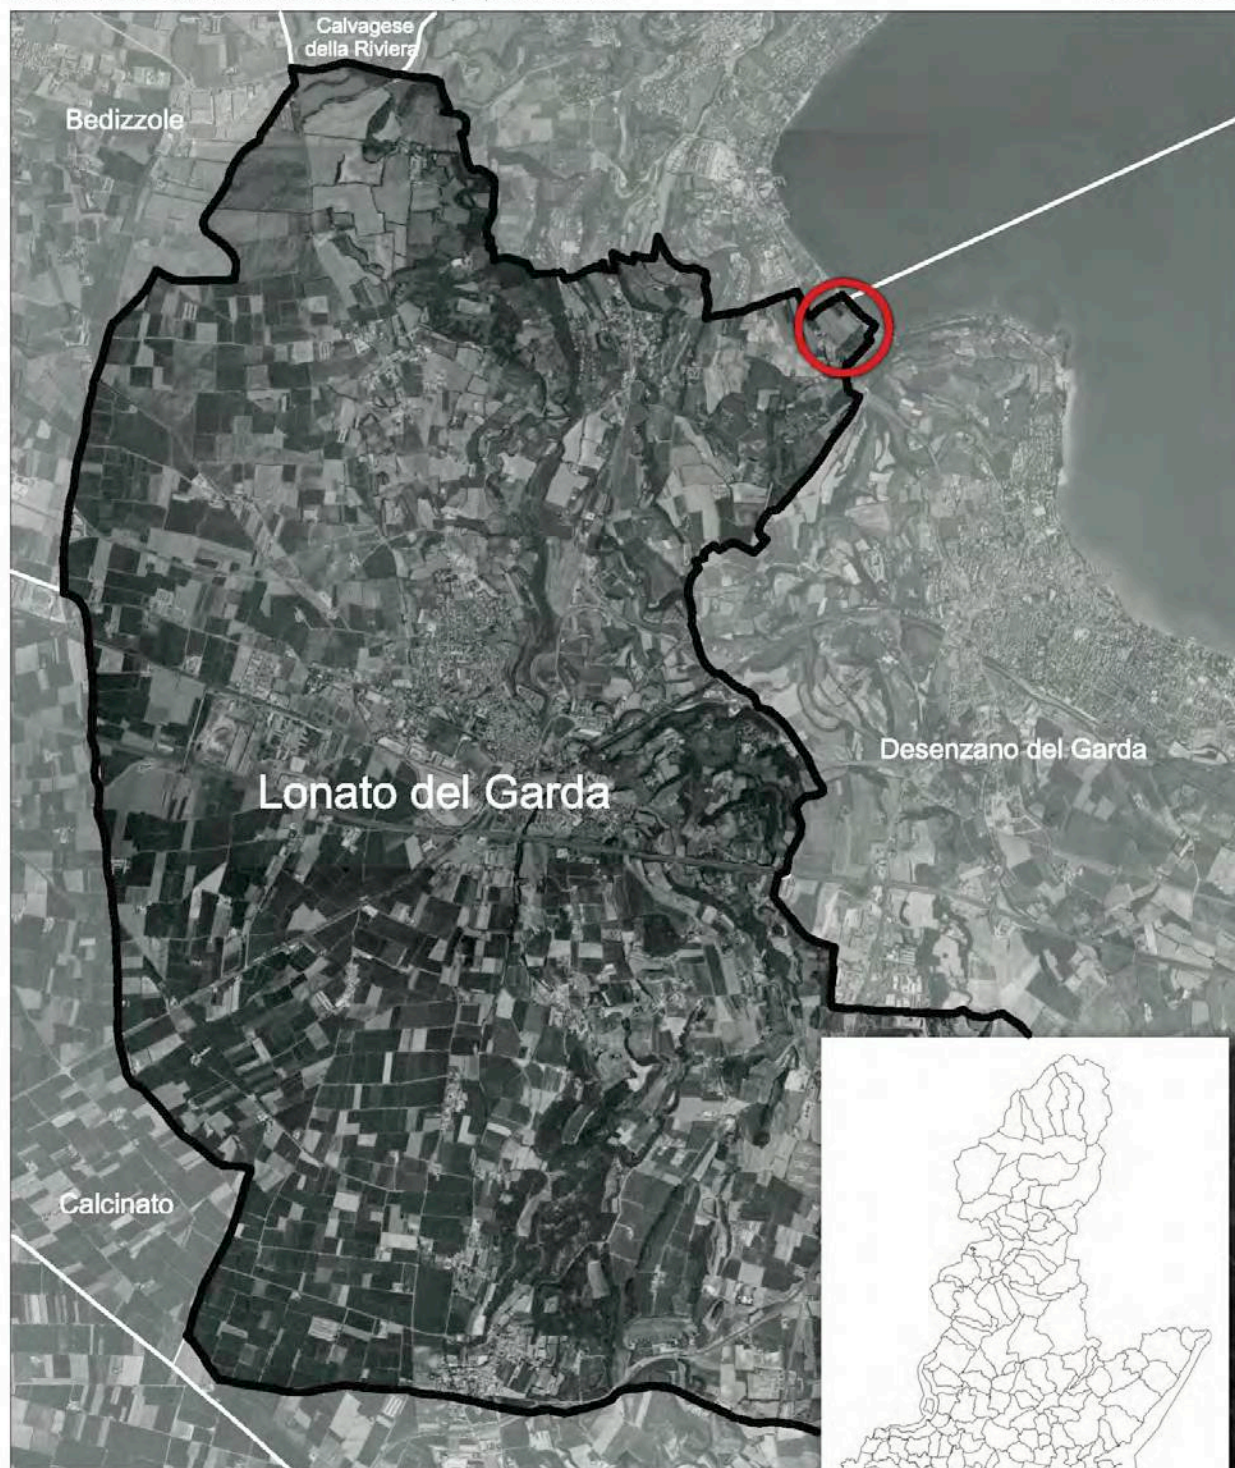 Calvagese
della Riviera
Bedizzole
Desenzano del Garda
Lonato del Garda
Calcinato